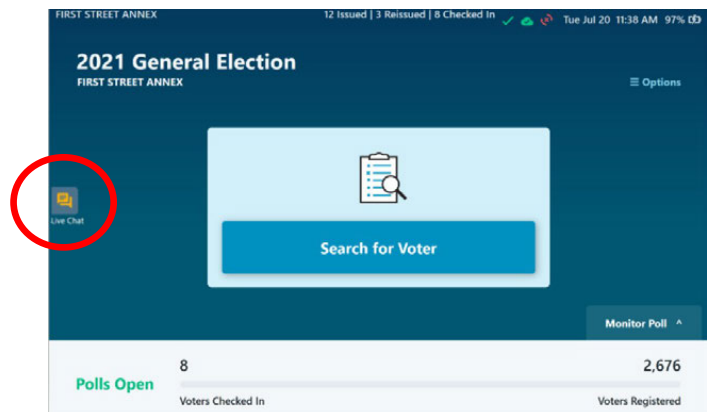 FIRST STREET ANNEX 12 Issued | 3 Reissued | 8 Checked In Tue Jul 20 11:38 AM 97%
2021 General Election
FIRST STREET ANNEX
Options
Live Chat
Search for Voter
Monitor Poll
8 2,676
Polls Open
Voters Checked In Voters Registered